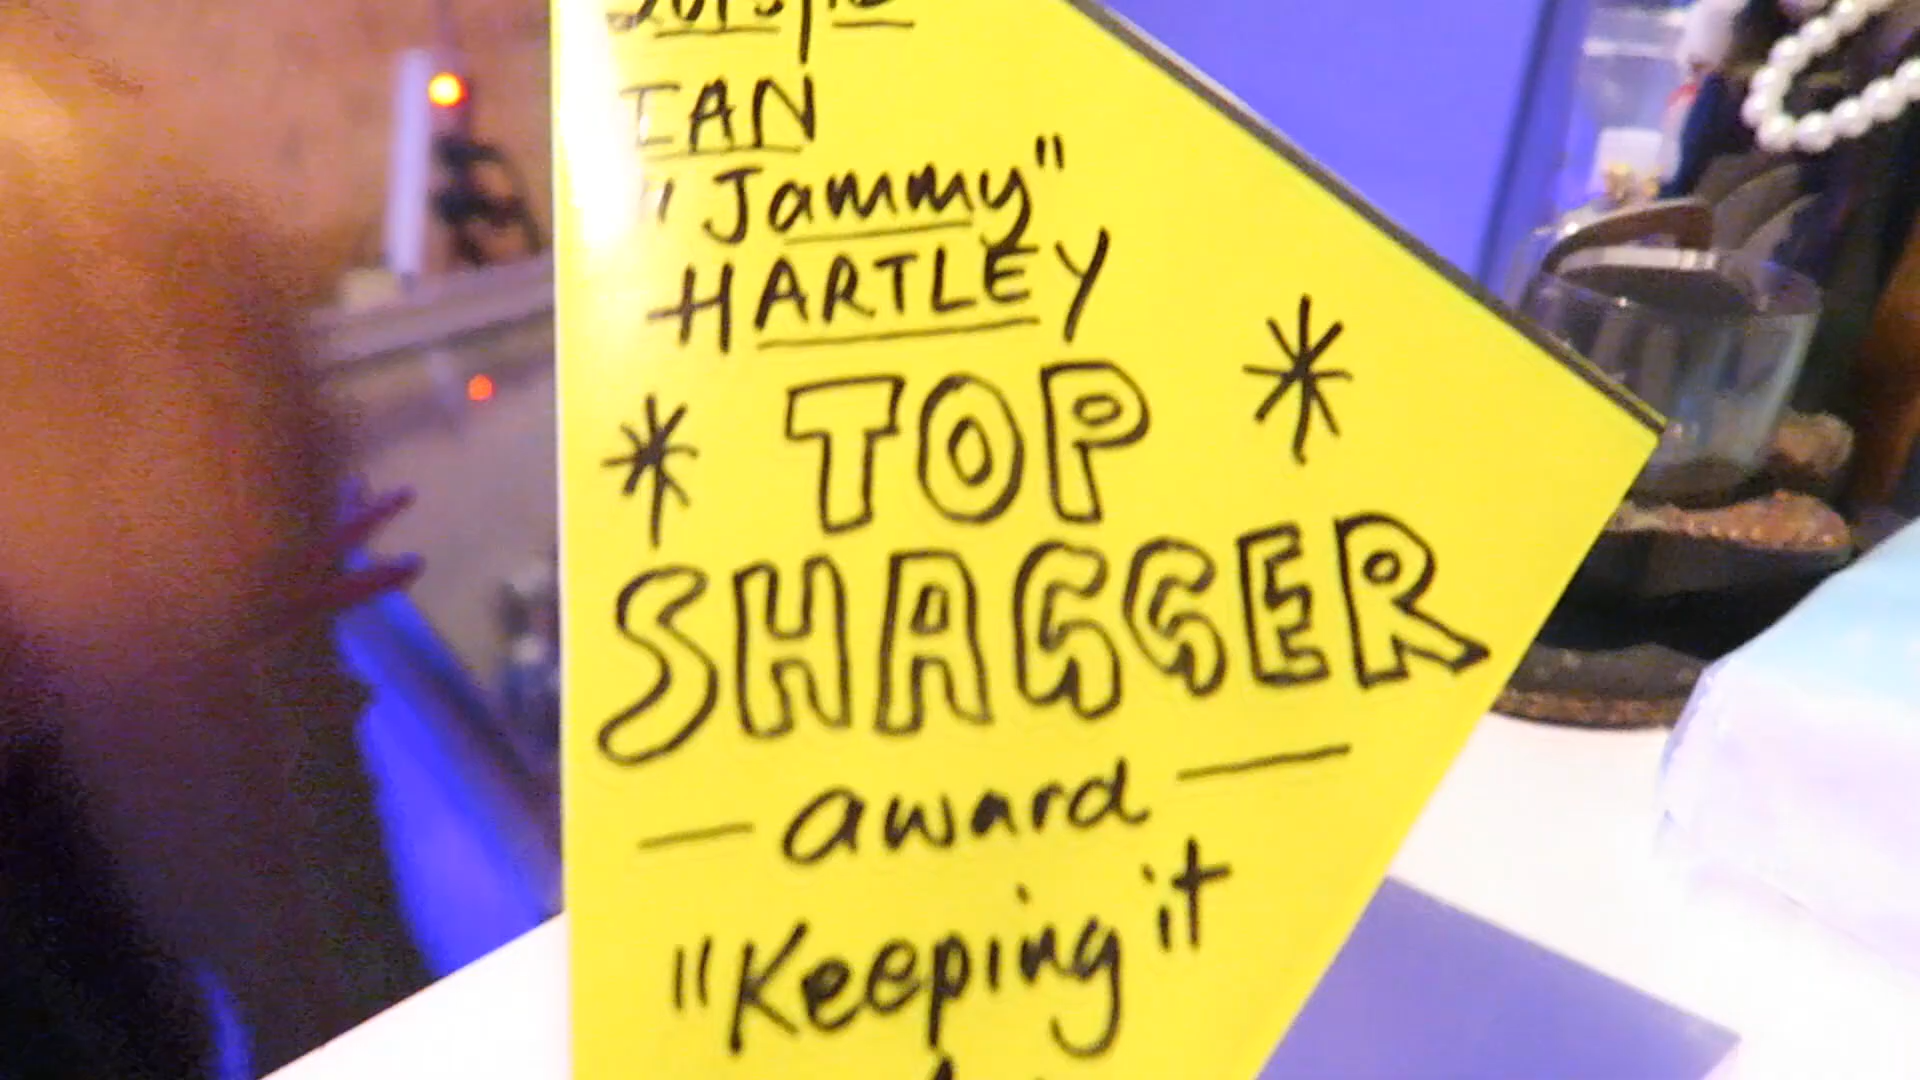 IAN
"Jammy"
HARTLEY
* TOP *
SHAGGER
— award —
"Keeping it